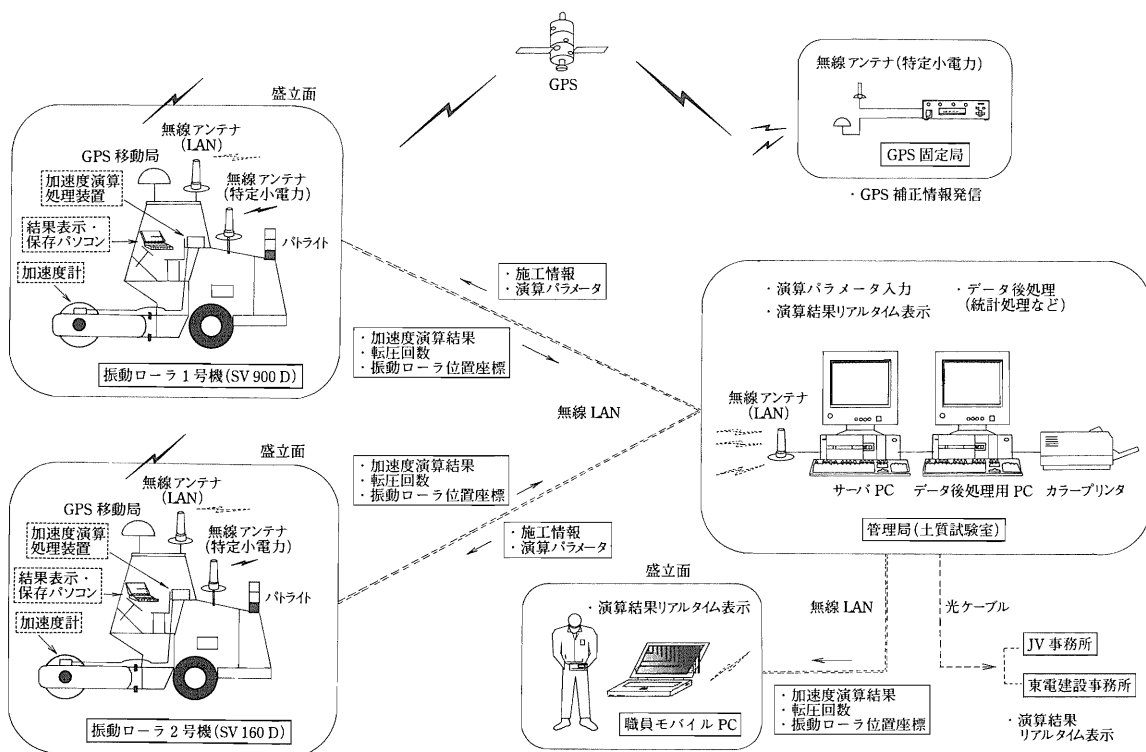 GPS
無線アンテナ(特定小電力)
GPS 固定局
・GPS 補正情報発信
盛立面
無線アンテナ
(LAN)
GPS 移動局
無線アンテナ
(特定小電力)
加速度演算
処理装置
結果表示・
保存パソコン
パトライト
加速度計
振動ローラ 1 号機(SV 900 D)
・施工情報
・演算パラメータ
・加速度演算結果
・転圧回数
・振動ローラ位置座標
無線 LAN
・演算パラメータ入力
・演算結果リアルタイム表示
・データ後処理
(統計処理など)
無線アンテナ
(LAN)
サーバ PC
データ後処理用 PC
カラープリンタ
管理局(土質試験室)
盛立面
無線アンテナ
(LAN)
GPS 移動局
無線アンテナ
(特定小電力)
加速度演算
処理装置
結果表示・
保存パソコン
パトライト
加速度計
振動ローラ 2 号機(SV 160 D)
・加速度演算結果
・転圧回数
・振動ローラ位置座標
・施工情報
・演算パラメータ
盛立面
・演算結果リアルタイム表示
職員モバイル PC
無線 LAN
光ケーブル
・加速度演算結果
・転圧回数
・振動ローラ位置座標
JV 事務所
東電建設事務所
・演算結果
リアルタイム表示